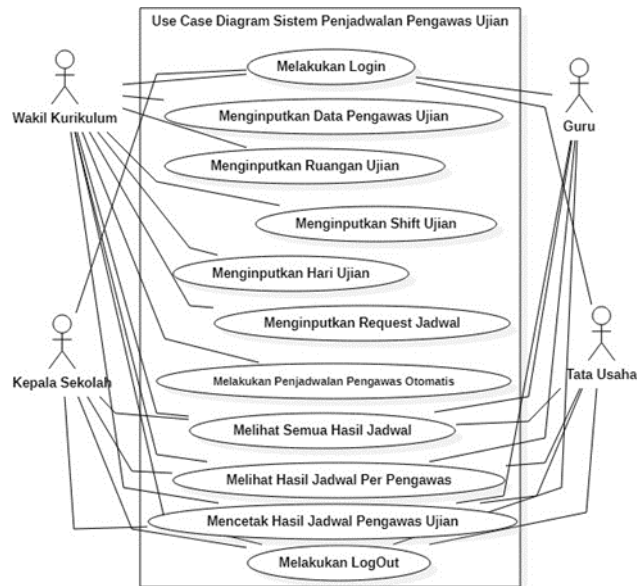 Use Case Diagram Sistem Penjadwalan Pengawas Ujian
Melakukan Login
Wakil Kurikulum
Menginputkan Data Pengawas Ujian
Guru
Menginputkan Ruangan Ujian
Menginputkan Shift Ujian
Menginputkan Hari Ujian
Menginputkan Request Jadwal
Kepala Sekolah
Melakukan Penjadwalan Pengawas Otomatis
Tata Usaha
Melihat Semua Hasil Jadwal
Melihat Hasil Jadwal Per Pengawas
Mencetak Hasil Jadwal Pengawas Ujian
Melakukan LogOut